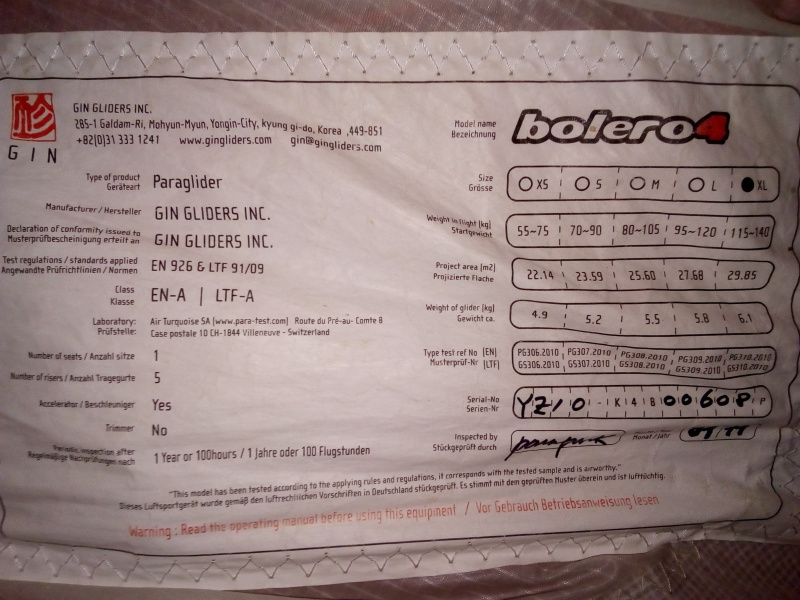 GIN
GIN GLIDERS INC.
285-1 Galdam-Ri, Mohyun-Myun, Yongin-City, kyung gi-do, Korea ,449-851
+82(0)31 333 1241 www.gingliders.com gin@gingliders.com
Type of product Paraglider
Geräteart
Manufacturer / Hersteller GIN GLIDERS INC.
Declaration of conformity issued to GIN GLIDERS INC.
Musterprüfbescheinigung erteilt an
Test regulations / standards applied EN 926 & LTF 91/09
Angewandte Prüfrichtlinien / Normen
Class EN-A | LTF-A
Klasse
Laboratory: Air Turquoise SA (www.para-test.com) Route du Pré-au- Comte 8
Prüfstelle: Case postale 10 CH-1844 Villeneuve - Switzerland
Number of seats / Anzahl sitze 1
Number of risers / Anzahl Tragegurte 5
Accelerator / Beschleuniger Yes
Trimmer No
Periodic inspection after 1 Year or 100hours / 1 Jahre oder 100 Flugstunden
Regelmäßige Nachprüfungen nach
Model name bolero4
Bezeichnung
Size XS S M L XL
Grösse
Weight in flight (kg) 55~75 70~90 80~105 95~120 115~140
Startgewicht
Project area (m2) 22.14 23.59 25.60 27.68 29.85
Projizierte Flache
Weight of glider (kg) 4.9 5.2 5.5 5.8 6.1
Gewicht ca.
Type test ref No (EN) PG306.2010 PG307.2010 PG308.2010 PG309.2010 PG310.2010
Musterprüf-Nr (LTF) GS306.2010 GS307.2010 GS308.2010 GS309.2010 GS310.2010
Serial-No YZ10-K4800608P
Serien-Nr
Inspected by
Stückgeprüft durch
Monat/Jahr
"This model has been tested according to the applying rules and regulations, it corresponds with the tested sample and is airworthy."
Dieses Luftsportgerät wurde gemäß den luftrechtlichen Vorschriften in Deutschland stückgeprüft. Es stimmt mit dem geprüften Muster überein und ist lufttüchtig.
Warning : Read the operating manual before using this equipment / Vor Gebrauch Betriebsanweisung lesen